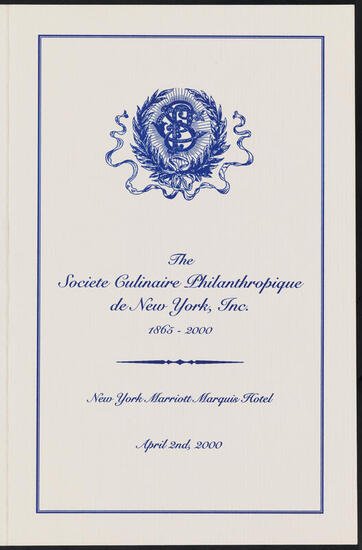 The
Societe Culinaire Philanthropique
de New York, Inc.
1865 - 2000
New York Marriott Marquis Hotel
April 2nd, 2000